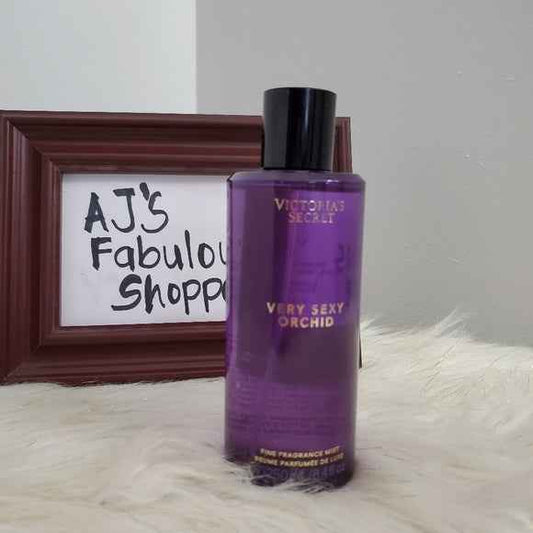 AJ'S
Fabulou
Shoppe
VICTORIA'S
SECRET
VERY SEXY
ORCHID
FINE FRAGRANCE MIST
BRUME PARFUMÉE DE LUXE